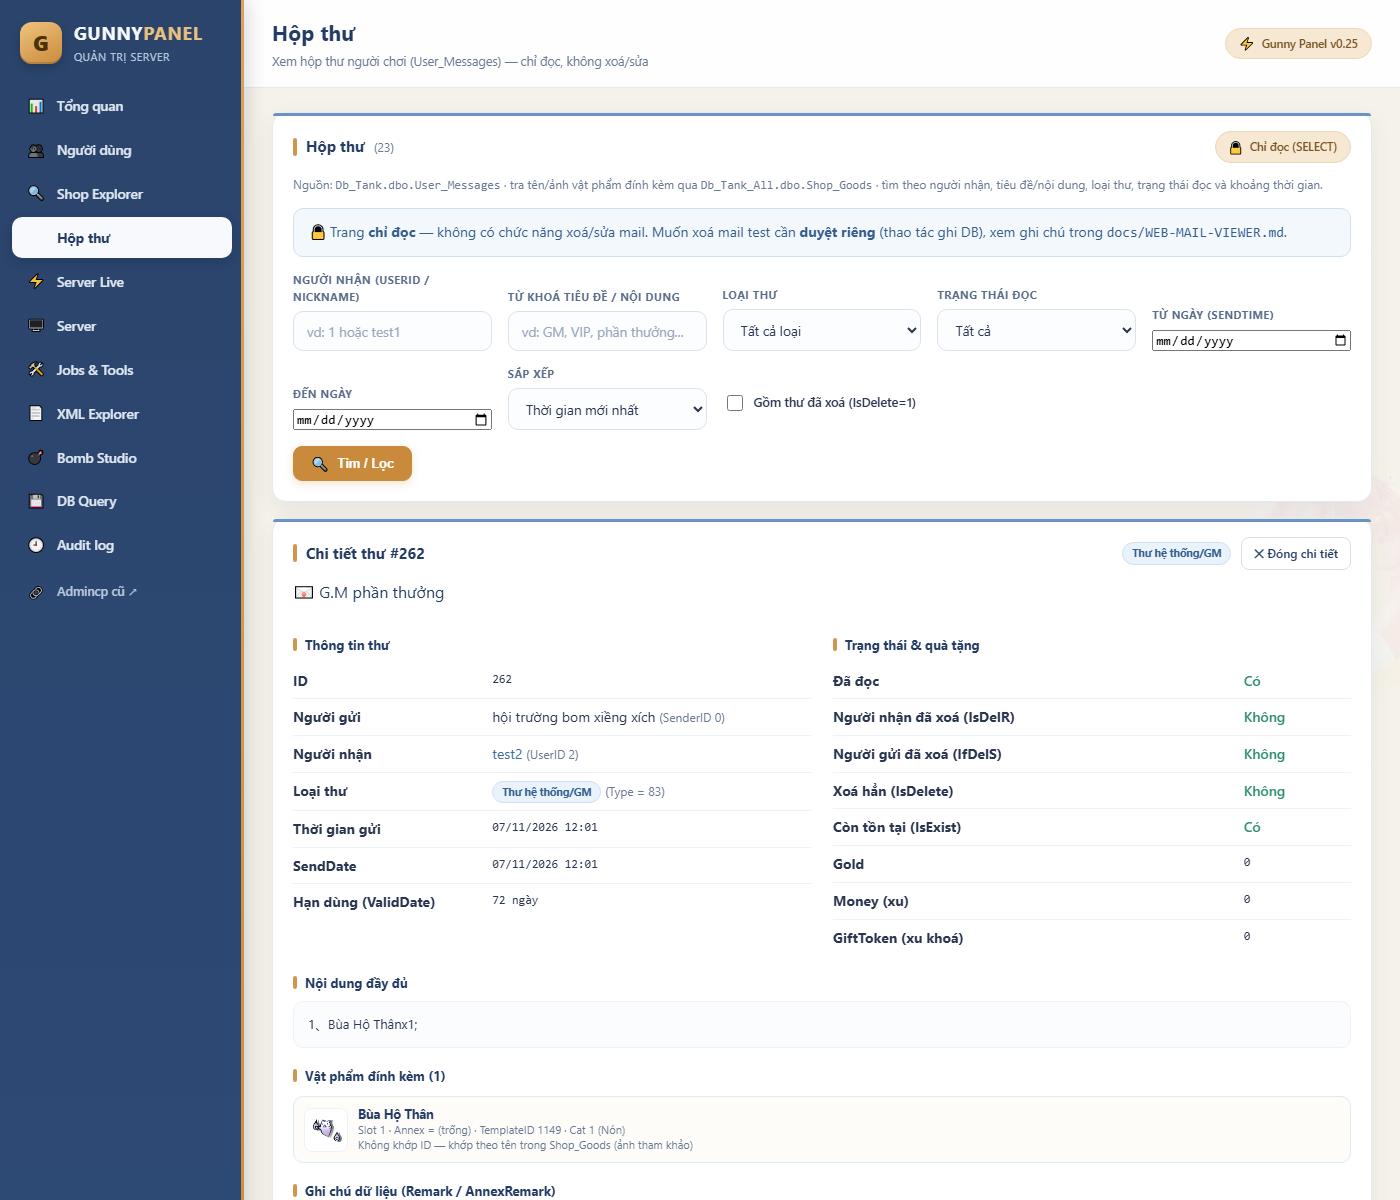 G
GUNNYPANEL
QUẢN TRỊ SERVER
Tổng quan
Người dùng
Shop Explorer
Hộp thư
Server Live
Server
Jobs & Tools
XML Explorer
Bomb Studio
DB Query
Audit log
Admincp cũ ↗
Hộp thư
Xem hộp thư người chơi (User_Messages) — chỉ đọc, không xoá/sửa
Gunny Panel v0.25
Hộp thư (23)
Chỉ đọc (SELECT)
Nguồn: Db_Tank.dbo.User_Messages · tra tên/ảnh vật phẩm đính kèm qua Db_Tank_All.dbo.Shop_Goods · tìm theo người nhận, tiêu đề/nội dung, loại thư, trạng thái đọc và khoảng thời gian.
Trang chỉ đọc — không có chức năng xoá/sửa mail. Muốn xoá mail test cần duyệt riêng (thao tác ghi DB), xem ghi chú trong docs/WEB-MAIL-VIEWER.md.
NGƯỜI NHẬN (USERID /
NICKNAME)
vd: 1 hoặc test1
TỪ KHOÁ TIÊU ĐỀ / NỘI DUNG
vd: GM, VIP, phần thưởng...
LOẠI THƯ
Tất cả loại
TRẠNG THÁI ĐỌC
Tất cả
TỪ NGÀY (SENDTIME)
mm/dd/yyyy
ĐẾN NGÀY
mm/dd/yyyy
SẮP XẾP
Thời gian mới nhất
Gồm thư đã xoá (IsDelete=1)
Tìm / Lọc
Chi tiết thư #262
Thư hệ thống/GM
✕ Đóng chi tiết
G.M phần thưởng
Thông tin thư
ID 262
Người gửi hội trường bom xiềng xích (SenderID 0)
Người nhận test2 (UserID 2)
Loại thư Thư hệ thống/GM (Type = 83)
Thời gian gửi 07/11/2026 12:01
SendDate 07/11/2026 12:01
Hạn dùng (ValidDate) 72 ngày
Trạng thái & quà tặng
Đã đọc Có
Người nhận đã xoá (IsDelR) Không
Người gửi đã xoá (IfDelS) Không
Xoá hẳn (IsDelete) Không
Còn tồn tại (IsExist) Có
Gold 0
Money (xu) 0
GiftToken (xu khoá) 0
Nội dung đầy đủ
1、Bùa Hộ Thânx1;
Vật phẩm đính kèm (1)
Bùa Hộ Thân
Slot 1 · Annex = (trống) · TemplateID 1149 · Cat 1 (Nón)
Không khớp ID — khớp theo tên trong Shop_Goods (ảnh tham khảo)
Ghi chú dữ liệu (Remark / AnnexRemark)